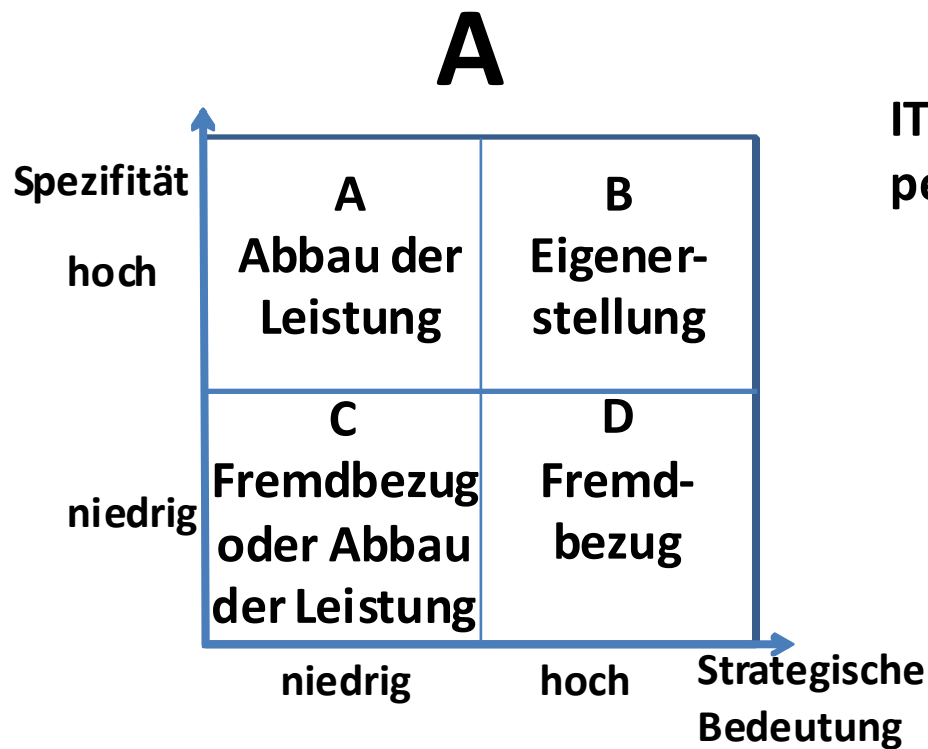 A
IT
pe
Spezifität
hoch
A
Abbau der
Leistung
B
Eigener-
stellung
niedrig
C
Fremdbezug
oder Abbau
der Leistung
D
Fremd-
bezug
niedrig
hoch
Strategische
Bedeutung